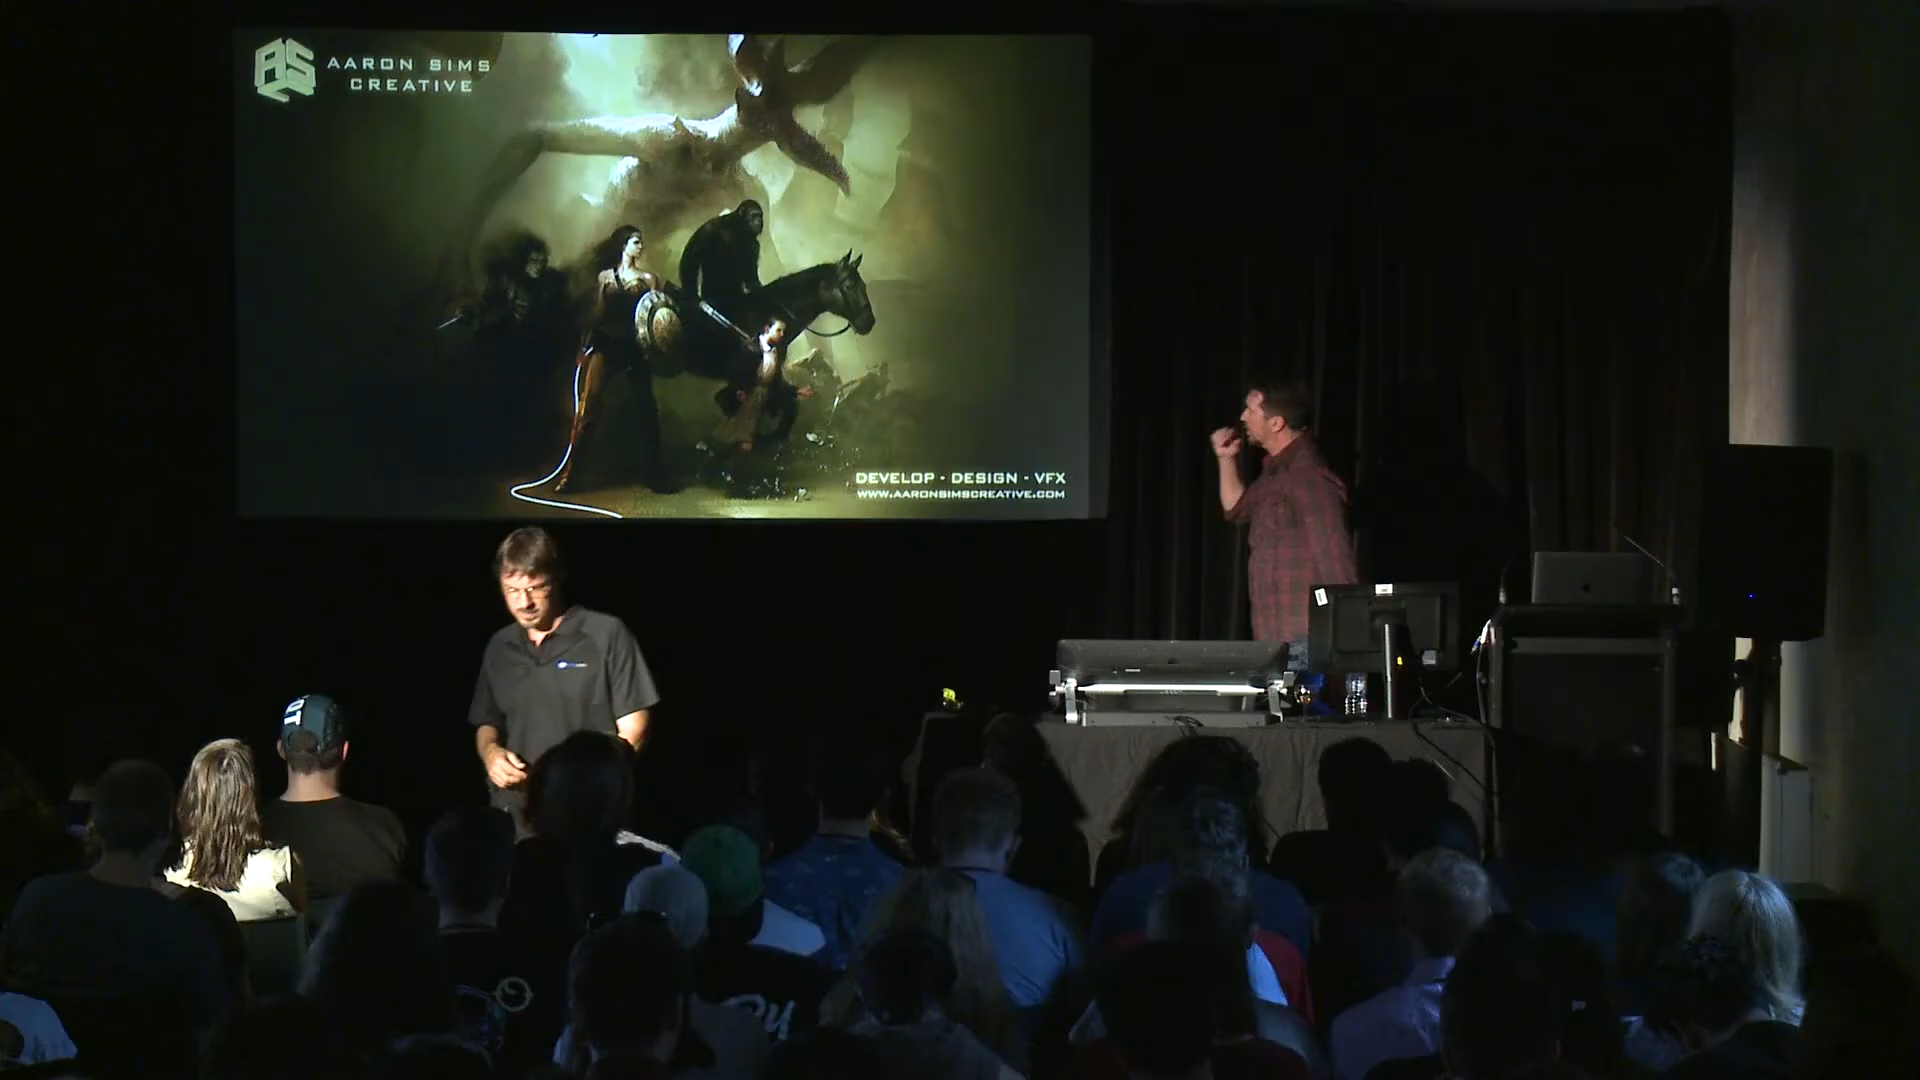 AARON SIMS
CREATIVE
DEVELOP - DESIGN - VFX
WWW.AARONSIMSCREATIVE.COM